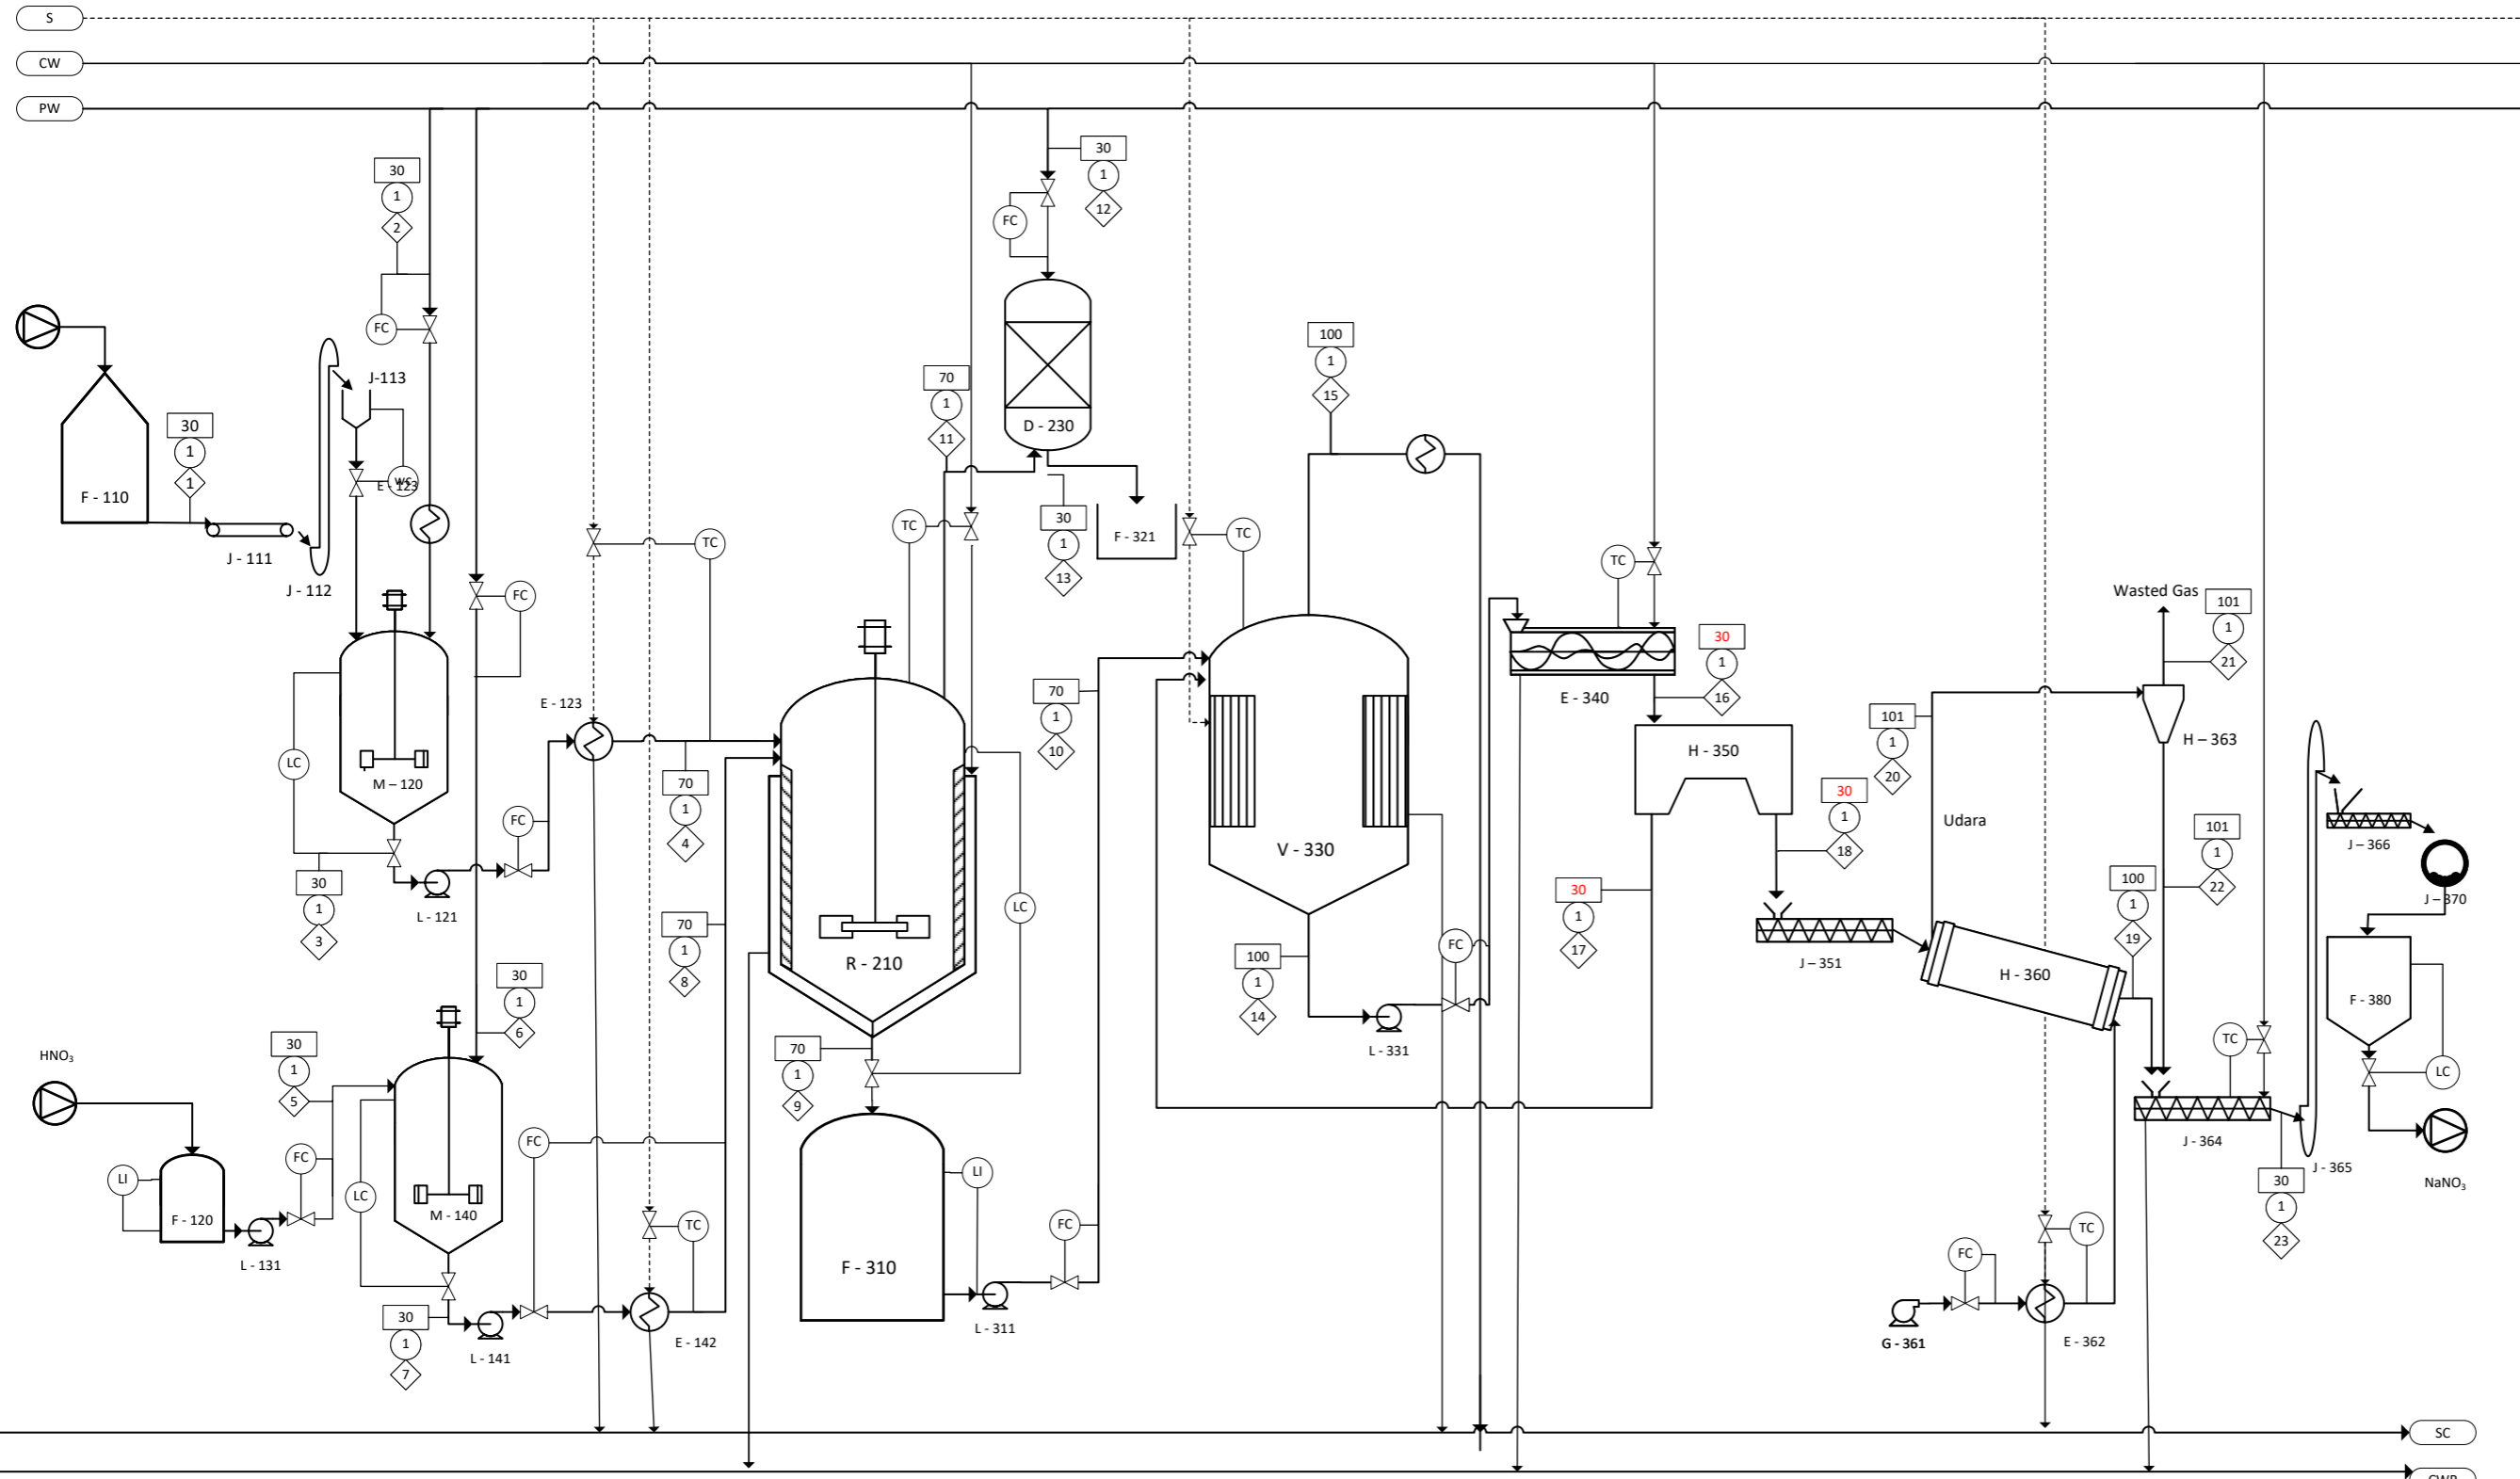 S
CW
PW
30
1
12
30
1
2
FC
FC
J-113
100
1
15
70
1
11
30
1
1
D - 230
F - 110
E - 123
WC
30
1
13
F - 321
TC
TC
TC
TC
J - 111
J - 112
FC
Wasted Gas
101
1
21
30
1
16
E - 340
E - 123
70
1
10
101
1
20
H - 350
H – 363
LC
M – 120
70
1
4
FC
30
1
18
Udara
101
1
22
J – 366
V - 330
30
1
3
L - 121
LC
30
1
17
100
1
19
J – 370
70
1
8
R - 210
FC
100
1
14
J – 351
H - 360
F - 380
30
1
6
HNO₃
30
1
5
70
1
9
L - 331
TC
LC
J - 364
J - 365
FC
FC
LI
LI
LC
M - 140
F - 120
L - 131
30
1
23
NaNO₃
TC
FC
F - 310
FC
TC
30
1
7
L - 141
E - 142
L - 311
G - 361
E - 362
SC
CWR